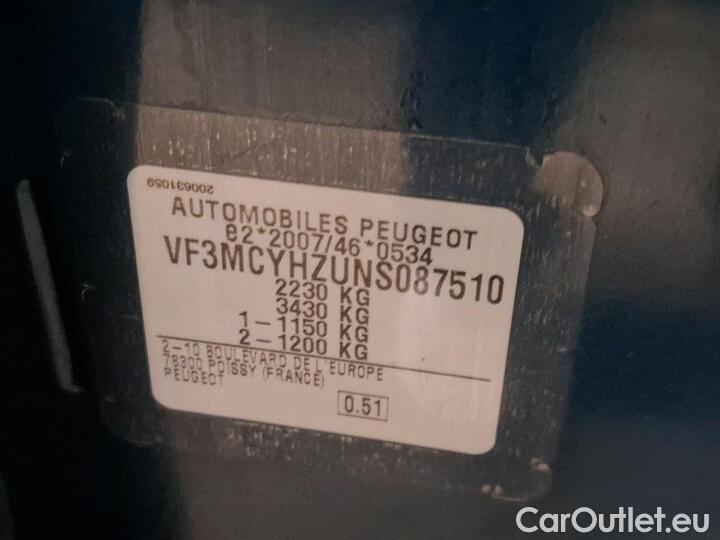 200631059
AUTOMOBILES PEUGEOT
e2*2007/46*0534
VF3MCYHZUNS087510
2230 KG
3430 KG
1-1150 KG
2-1200 KG
2-10 BOULEVARD DE L'EUROPE
78300 POISSY (FRANCE)
PEUGEOT
0.51
CarOutlet.eu